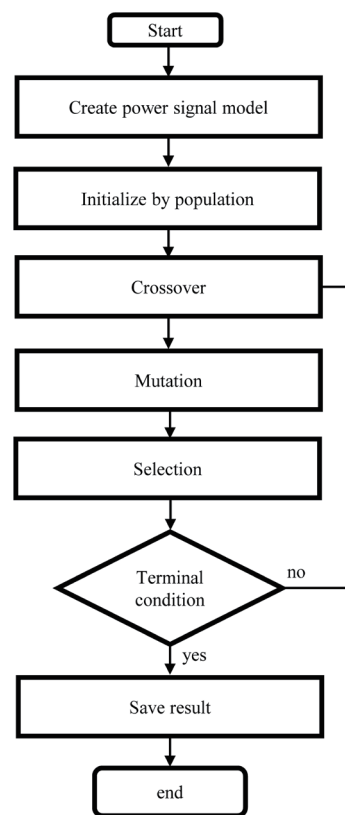 Start
Create power signal model
Initialize by population
Crossover
Mutation
Selection
Terminal
condition
no
yes
Save result
end